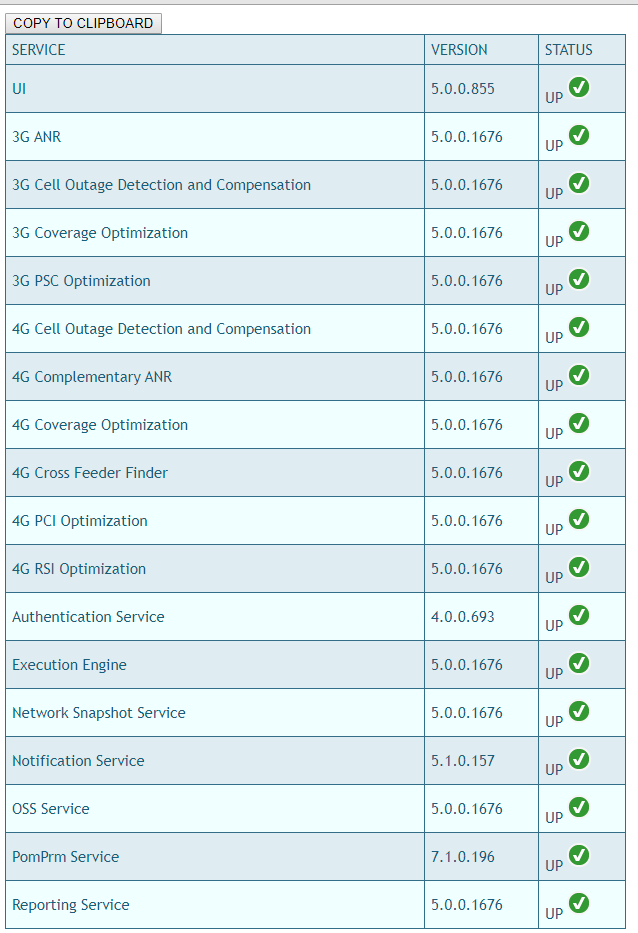 COPY TO CLIPBOARD
SERVICE VERSION STATUS
UI 5.0.0.855 UP
3G ANR 5.0.0.1676 UP
3G Cell Outage Detection and Compensation 5.0.0.1676 UP
3G Coverage Optimization 5.0.0.1676 UP
3G PSC Optimization 5.0.0.1676 UP
4G Cell Outage Detection and Compensation 5.0.0.1676 UP
4G Complementary ANR 5.0.0.1676 UP
4G Coverage Optimization 5.0.0.1676 UP
4G Cross Feeder Finder 5.0.0.1676 UP
4G PCI Optimization 5.0.0.1676 UP
4G RSI Optimization 5.0.0.1676 UP
Authentication Service 4.0.0.693 UP
Execution Engine 5.0.0.1676 UP
Network Snapshot Service 5.0.0.1676 UP
Notification Service 5.1.0.157 UP
OSS Service 5.0.0.1676 UP
PomPrm Service 7.1.0.196 UP
Reporting Service 5.0.0.1676 UP